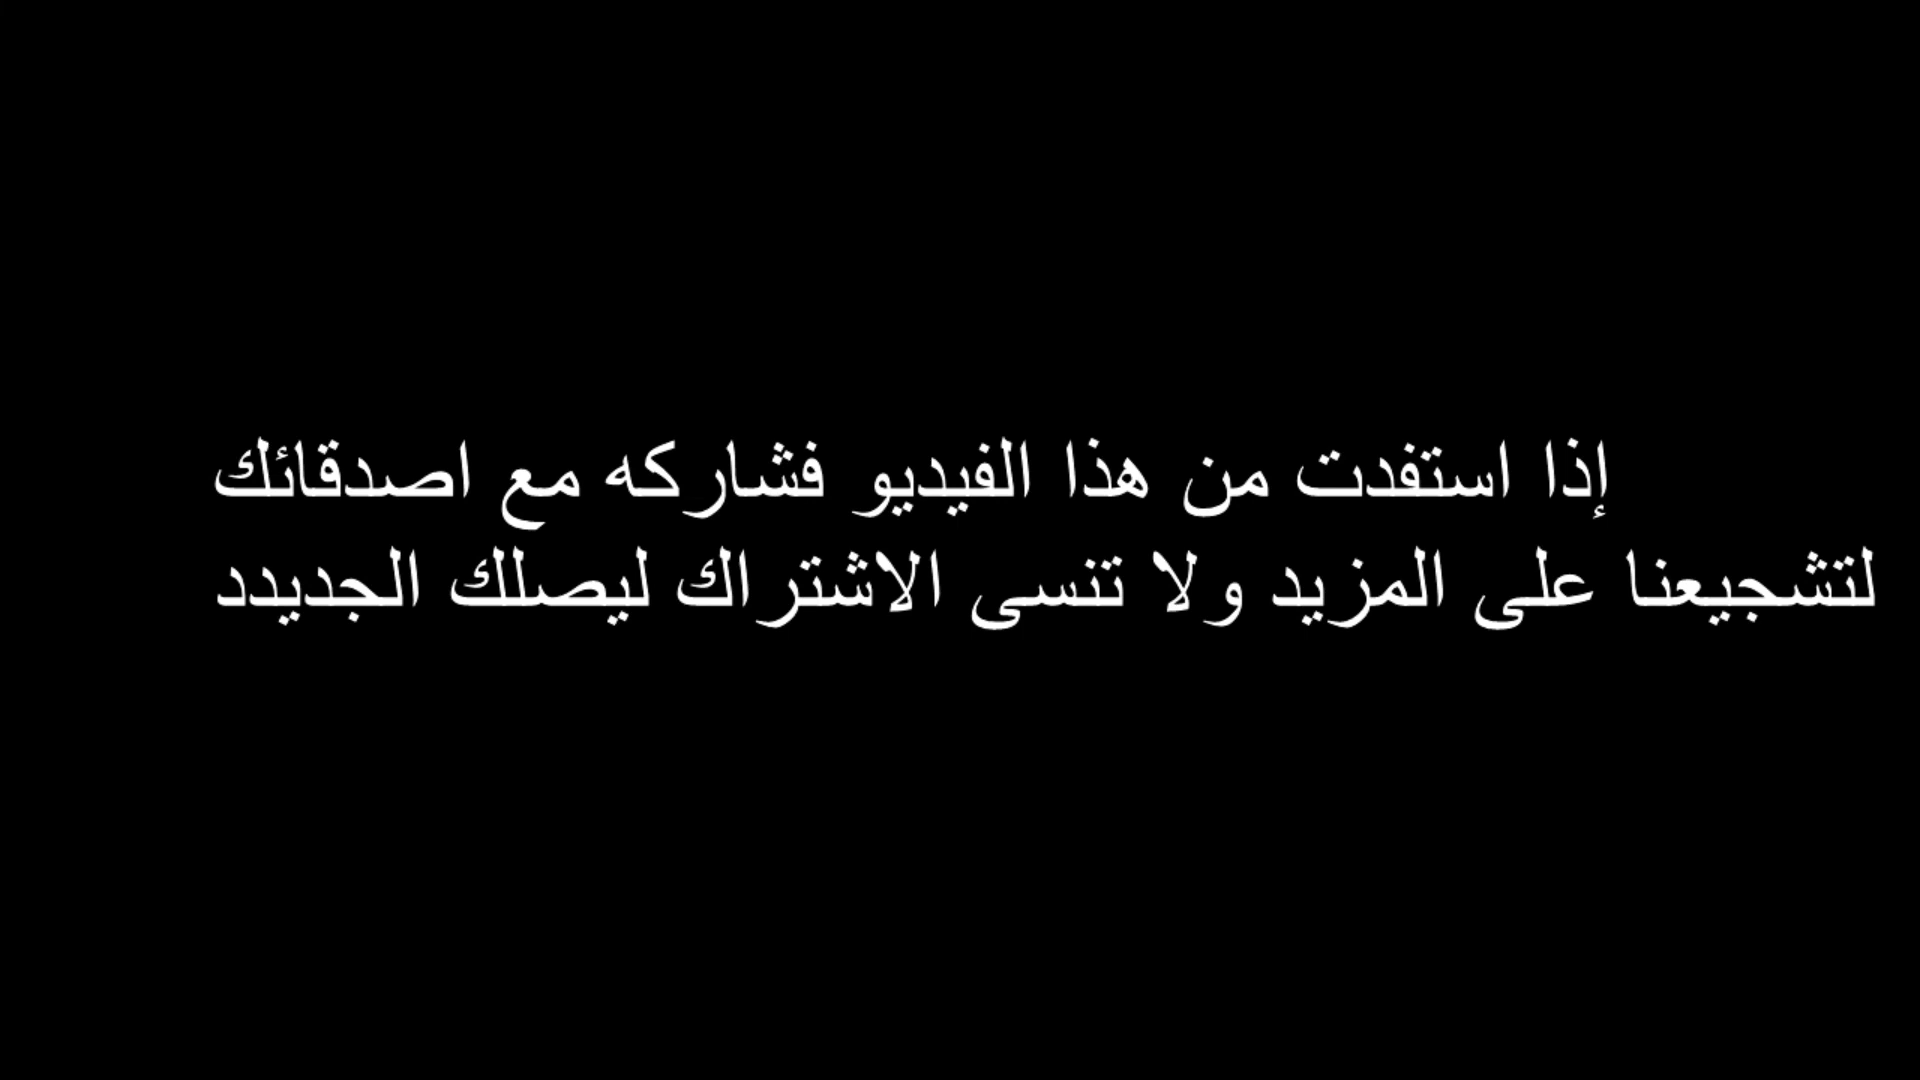 إذا استفدت من هذا الفيديو فشاركه مع اصدقائك
لتشجيعنا على المزيد ولا تنسى الاشتراك ليصلك الجديدد